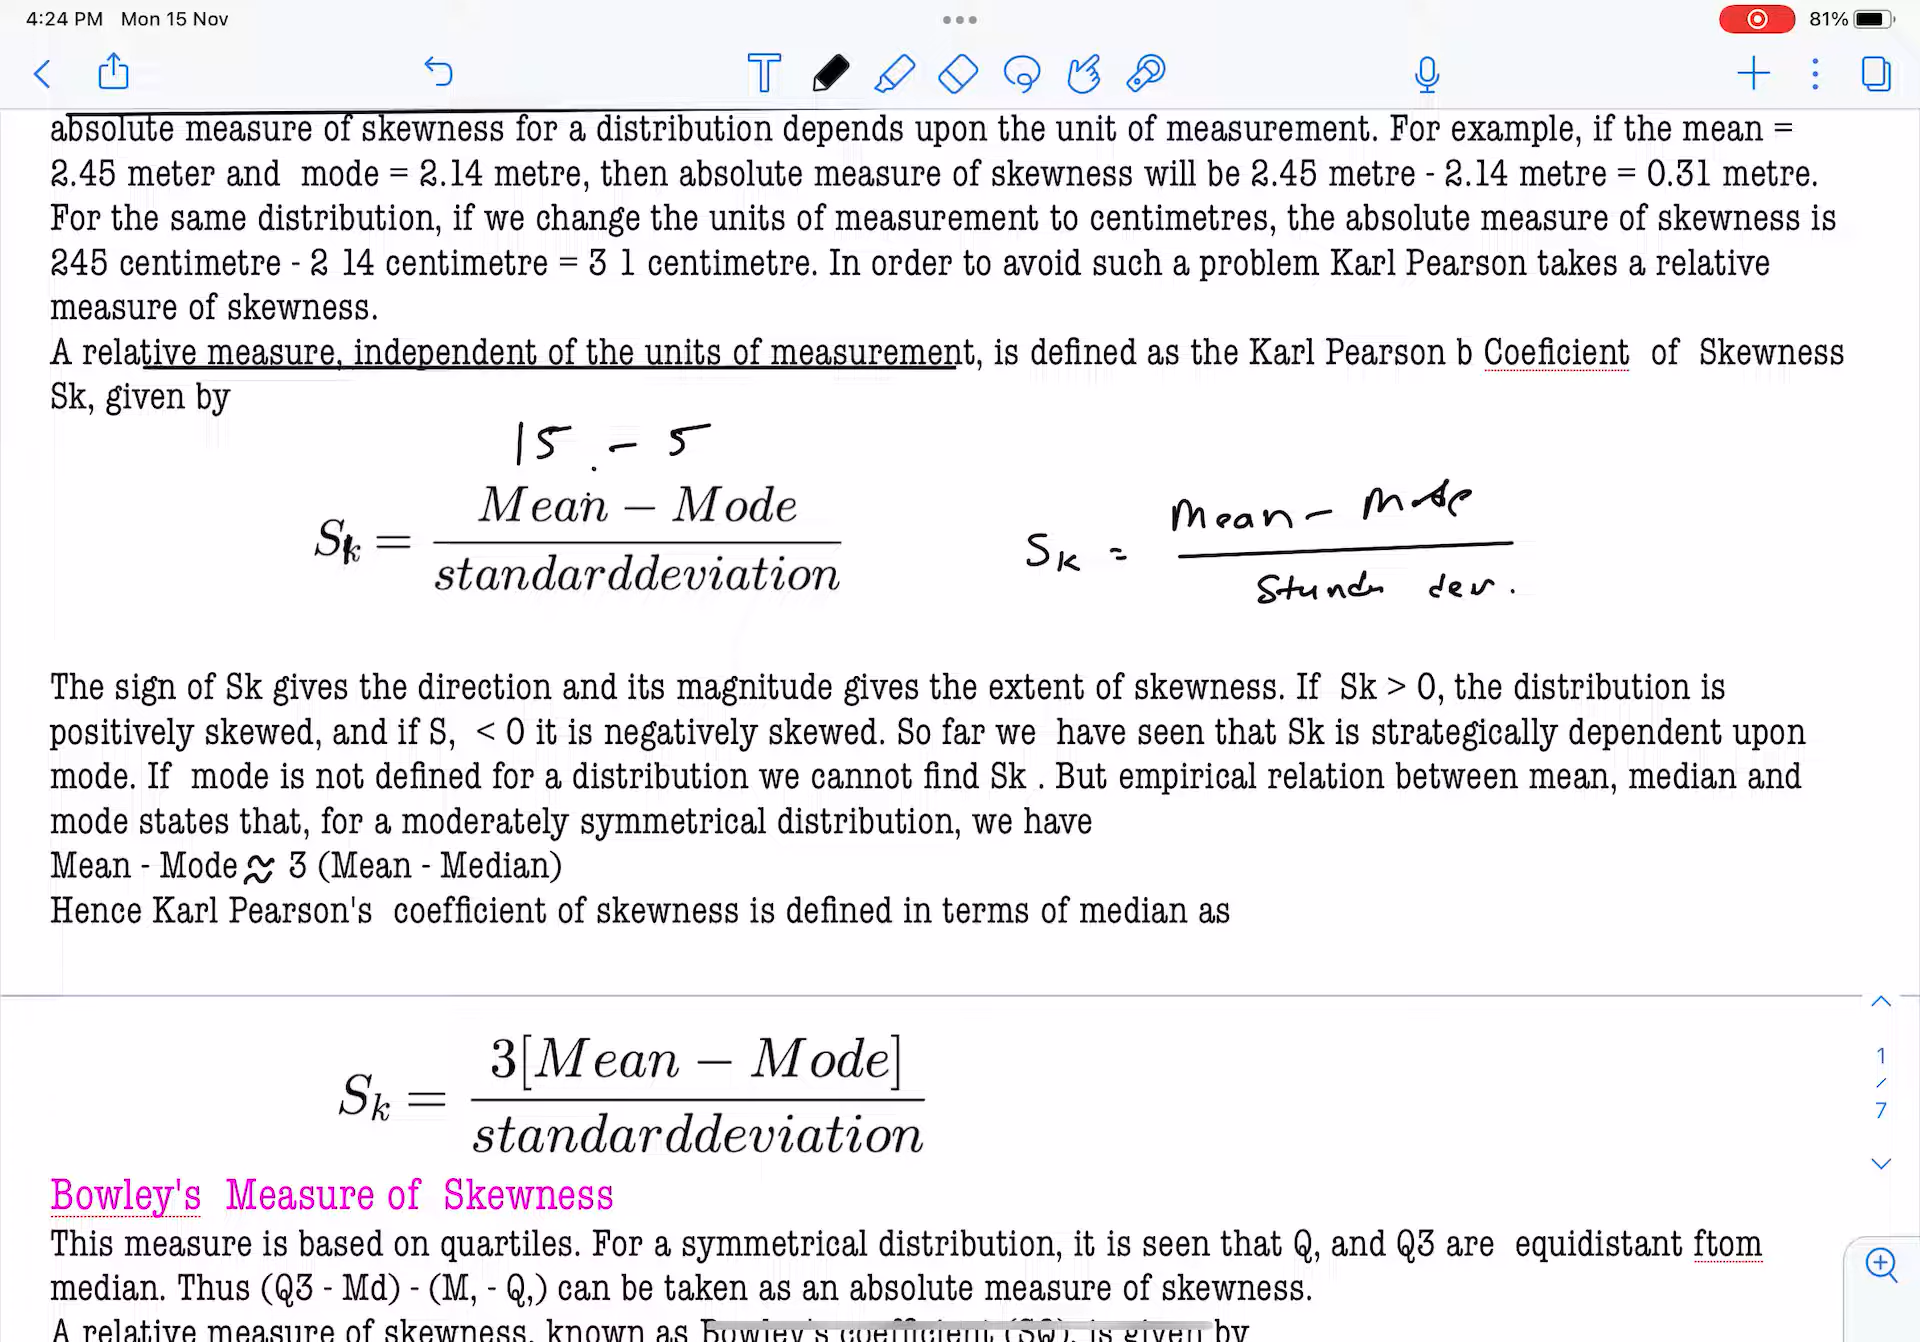 4:24 PM Mon 15 Nov
81%
absolute measure of skewness for a distribution depends upon the unit of measurement. For example, if the mean =
2.45 meter and mode = 2.14 metre, then absolute measure of skewness will be 2.45 metre - 2.14 metre = 0.31 metre.
For the same distribution, if we change the units of measurement to centimetres, the absolute measure of skewness is
245 centimetre - 2 14 centimetre = 3 1 centimetre. In order to avoid such a problem Karl Pearson takes a relative
measure of skewness.
A relative measure, independent of the units of measurement, is defined as the Karl Pearson b Coeficient of Skewness
Sk, given by
15 - 5
Mean - Mode
Sk =
standarddeviation
Mean - Mode
Sk =
Stundn dev.
The sign of Sk gives the direction and its magnitude gives the extent of skewness. If Sk > 0, the distribution is
positively skewed, and if S, < 0 it is negatively skewed. So far we have seen that Sk is strategically dependent upon
mode. If mode is not defined for a distribution we cannot find Sk . But empirical relation between mean, median and
mode states that, for a moderately symmetrical distribution, we have
Mean - Mode ≈ 3 (Mean - Median)
Hence Karl Pearson's coefficient of skewness is defined in terms of median as
3[Mean - Mode]
Sk =
standarddeviation
1
/
7
Bowley's Measure of Skewness
This measure is based on quartiles. For a symmetrical distribution, it is seen that Q, and Q3 are equidistant ftom
median. Thus (Q3 - Md) - (M, - Q,) can be taken as an absolute measure of skewness.
A relative measure of skewness, known as Bowley's coefficient (SQ), is given by